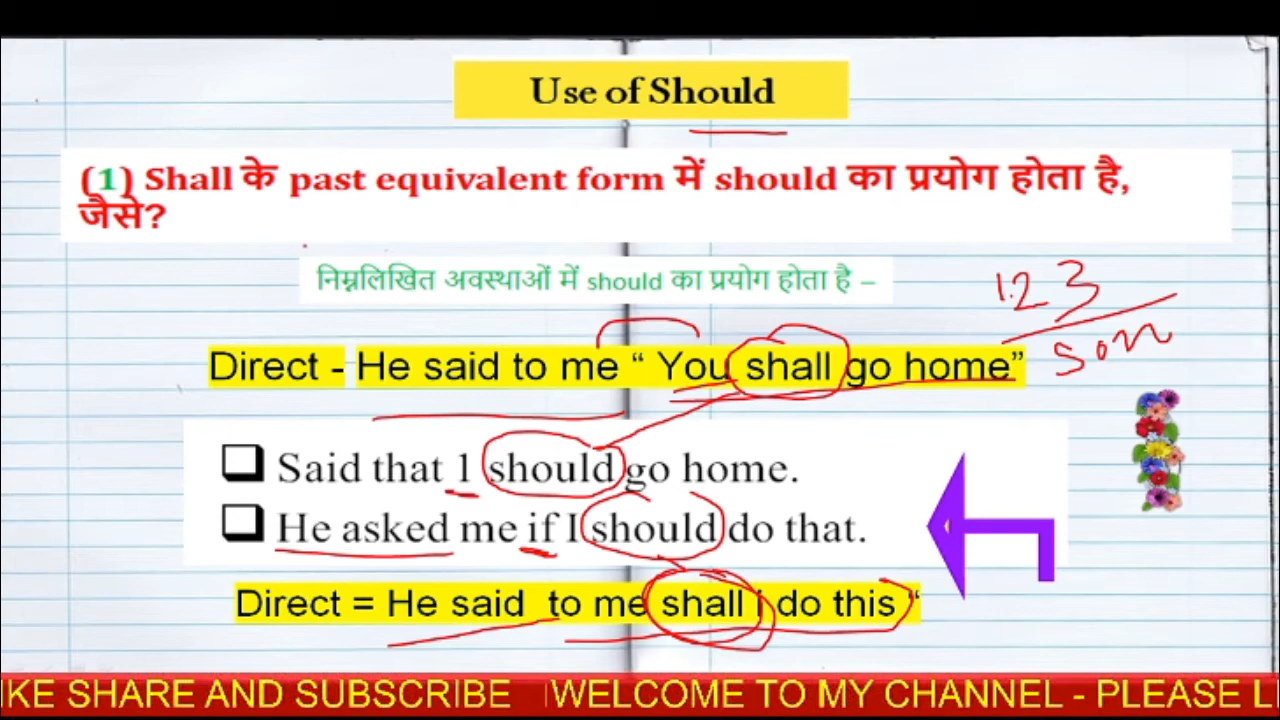 Use of Should
(1) Shall के past equivalent form में should का प्रयोग होता है,
जैसे?
निम्नलिखित अवस्थाओं में should का प्रयोग होता है –
1.2 3
son
Direct - He said to me “ You shall go home”
Said that 1 should go home.
He asked me if I should do that.
Direct = He said to me shall i do this “
IKE SHARE AND SUBSCRIBE WELCOME TO MY CHANNEL - PLEASE LI